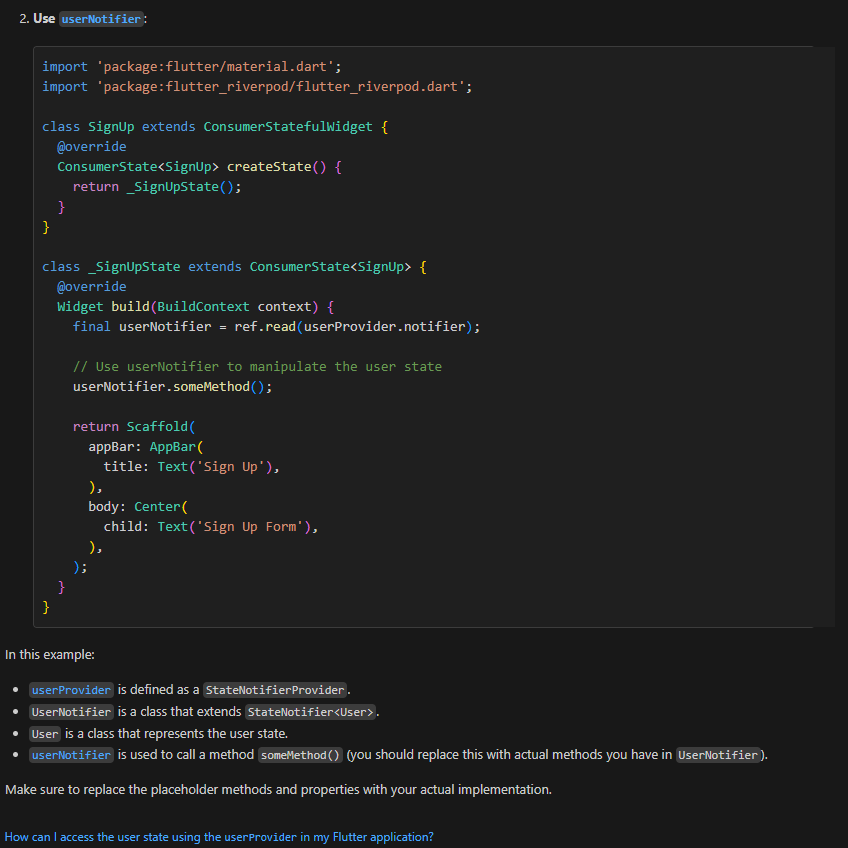 2. Use userNotifier:
import 'package:flutter/material.dart';
import 'package:flutter_riverpod/flutter_riverpod.dart';
class SignUp extends ConsumerStatefulWidget {
@override
ConsumerState<SignUp> createState() {
return _SignUpState();
}
}
class _SignUpState extends ConsumerState<SignUp> {
@override
Widget build(BuildContext context) {
final userNotifier = ref.read(userProvider.notifier);
// Use userNotifier to manipulate the user state
userNotifier.someMethod();
return Scaffold(
appBar: AppBar(
title: Text('Sign Up'),
),
body: Center(
child: Text('Sign Up Form'),
),
);
}
}
In this example:
• userProvider is defined as a StateNotifierProvider.
• UserNotifier is a class that extends StateNotifier<User>.
• User is a class that represents the user state.
• userNotifier is used to call a method someMethod() (you should replace this with actual methods you have in UserNotifier).
Make sure to replace the placeholder methods and properties with your actual implementation.
How can I access the user state using the userProvider in my Flutter application?